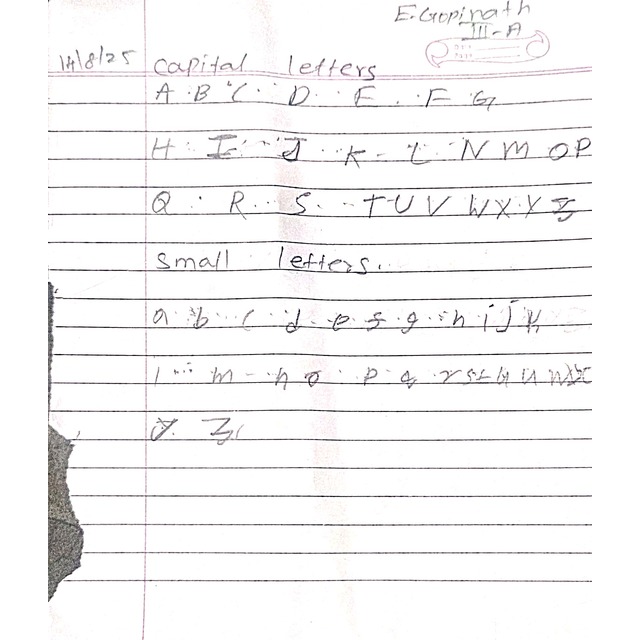 E. Gopinath
III-A
14/8/25 Capital letters
A B C D E F G
H I J K L N M O P
Q R S T U V W X Y Z
Small letters.
a b c d e f g h i j k
l m n o p q r s t u
y z